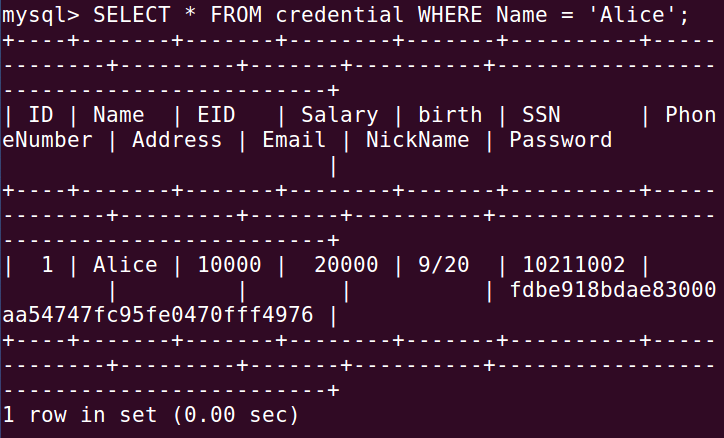 mysql> SELECT * FROM credential WHERE Name = 'Alice';
+----+-------+-------+--------+-------+----------+-----
--------+---------+-------+----------+-----------------
-------------------------+
| ID | Name  | EID   | Salary | birth | SSN      | Phon
eNumber | Address | Email | NickName | Password
                         |
+----+-------+-------+--------+-------+----------+-----
--------+---------+-------+----------+-----------------
-------------------------+
|  1 | Alice | 10000 |  20000 | 9/20  | 10211002 |
        |         |       |          | fdbe918bdae83000
aa54747fc95fe0470fff4976 |
+----+-------+-------+--------+-------+----------+-----
--------+---------+-------+----------+-----------------
-------------------------+
1 row in set (0.00 sec)